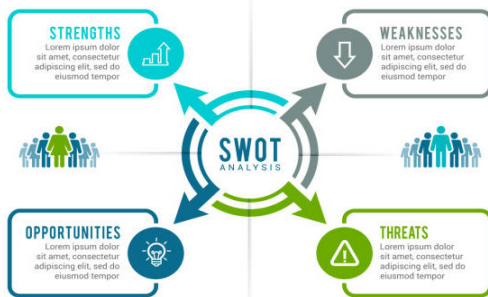 STRENGTHS
Lorem ipsum dolor
sit amet, consectetur
adipiscing elit, sed do
eiusmod tempor
WEAKNESSES
Lorem ipsum dolor
sit amet, consectetur
adipiscing elit, sed do
eiusmod tempor
SWOT
ANALYSIS
OPPORTUNITIES
Lorem ipsum dolor
sit amet, consectetur
adipiscing elit, sed do
eiusmod tempor
THREATS
Lorem ipsum dolor
sit amet, consectetur
adipiscing elit, sed do
eiusmod tempor